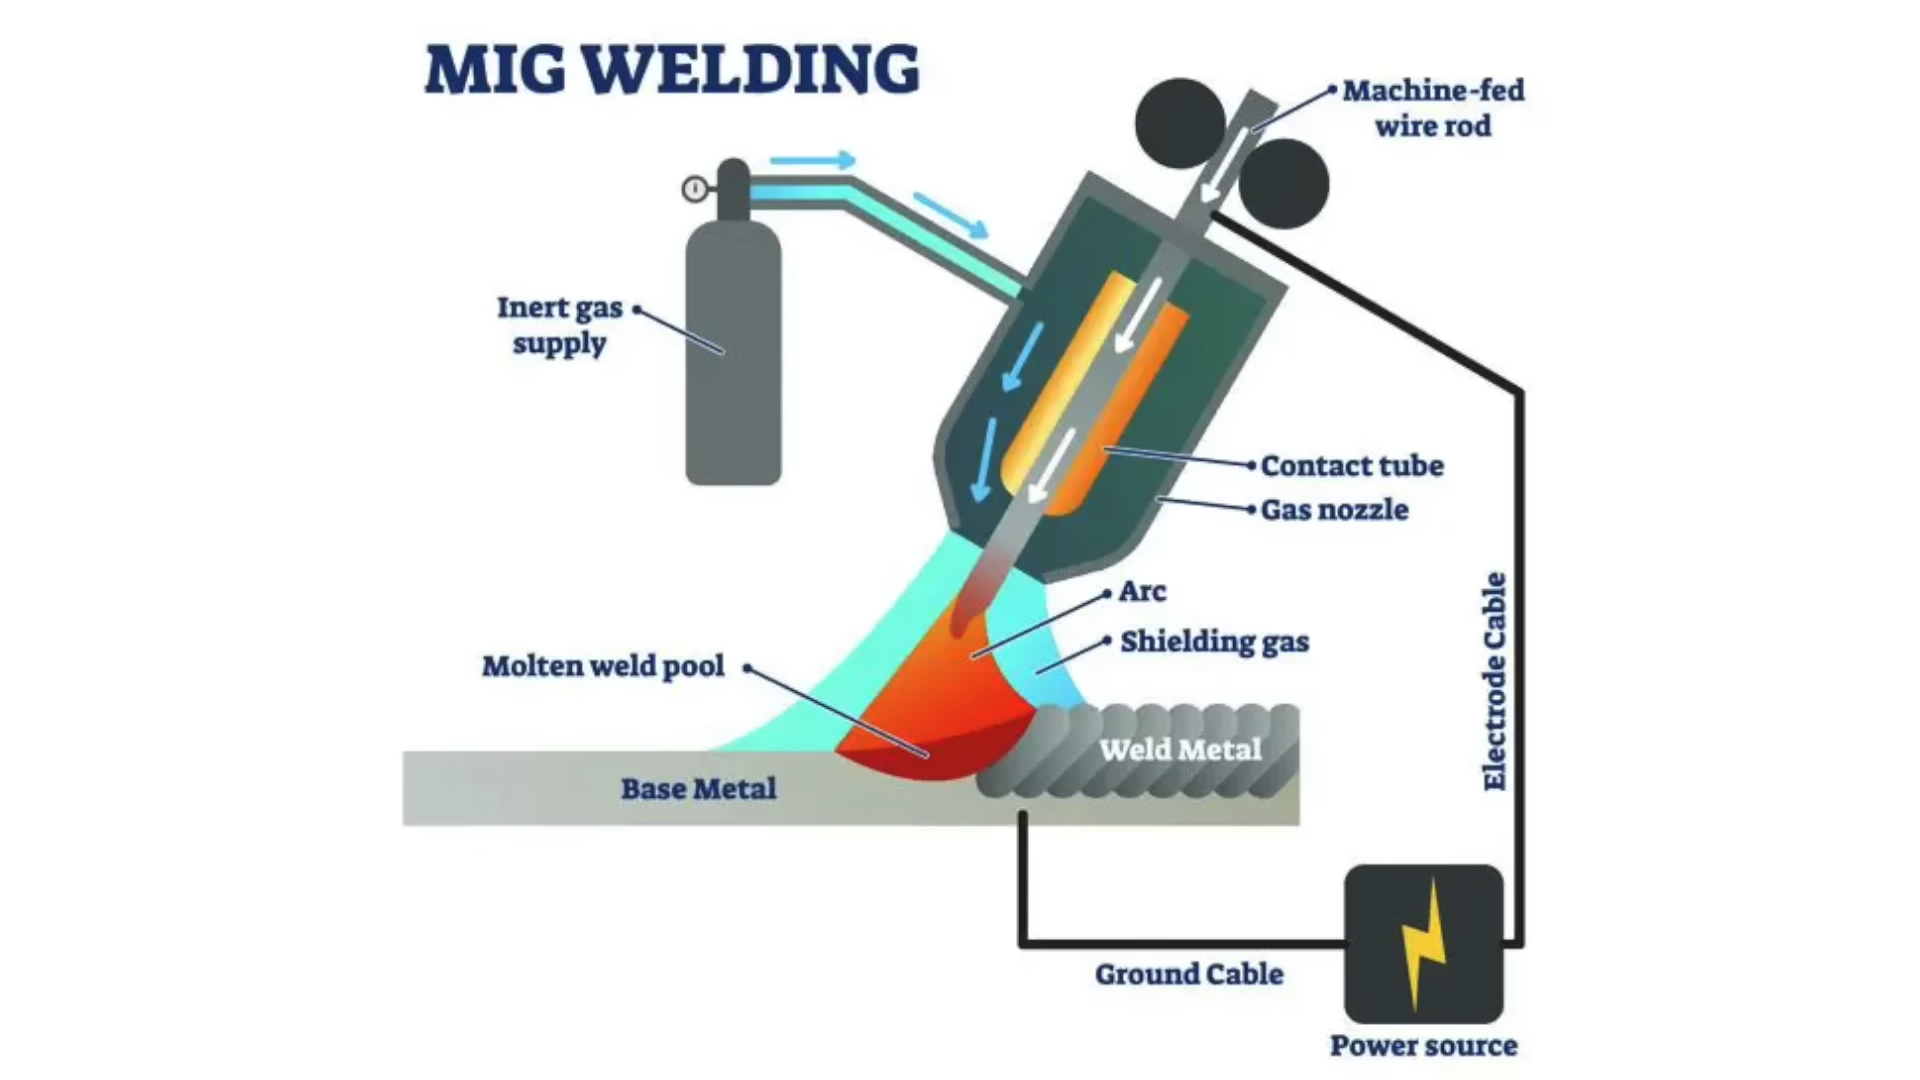 MIG WELDING
Machine-fed
wire rod
Inert gas
supply
Contact tube
Gas nozzle
Arc
Shielding gas
Molten weld pool
Weld Metal
Base Metal
Electrode Cable
Ground Cable
Power source